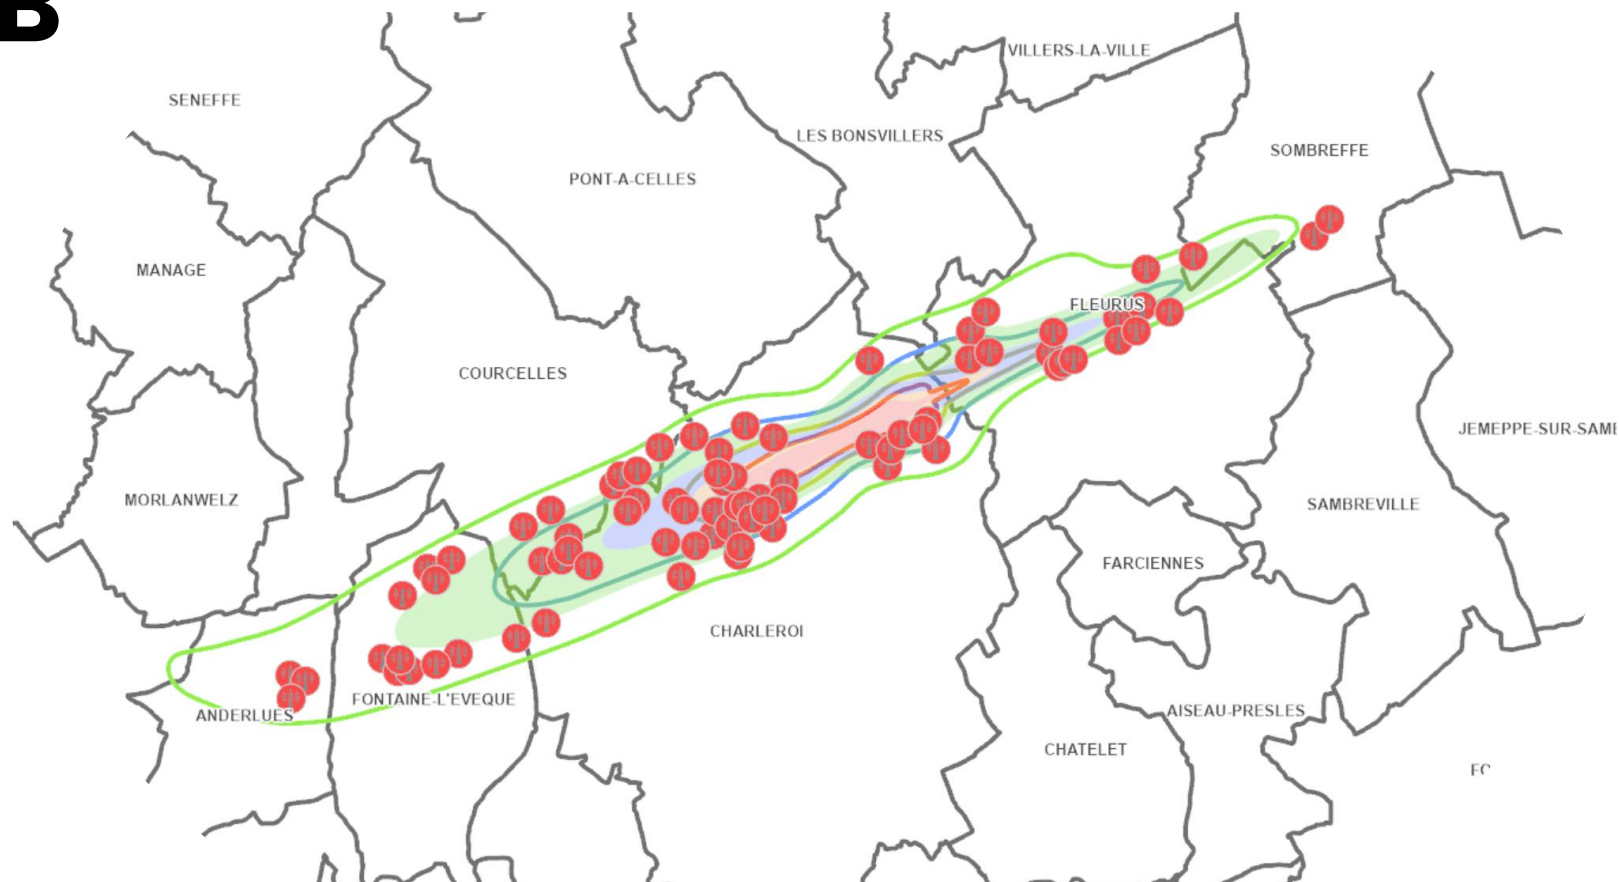 B
VILLERS-LA-VILLE
SENEFFE
LES BONSVILLERS
SOMBREFFE
PONT-A-CELLES
MANAGE
FLEURUS
COURCELLES
JEMEPPE-SUR-SAMB
MORLANWELZ
SAMBREVILLE
FARCIENNES
CHARLEROI
FONTAINE-L'EVEQUE
AISEAU-PRESLES
ANDERLUES
CHATELET